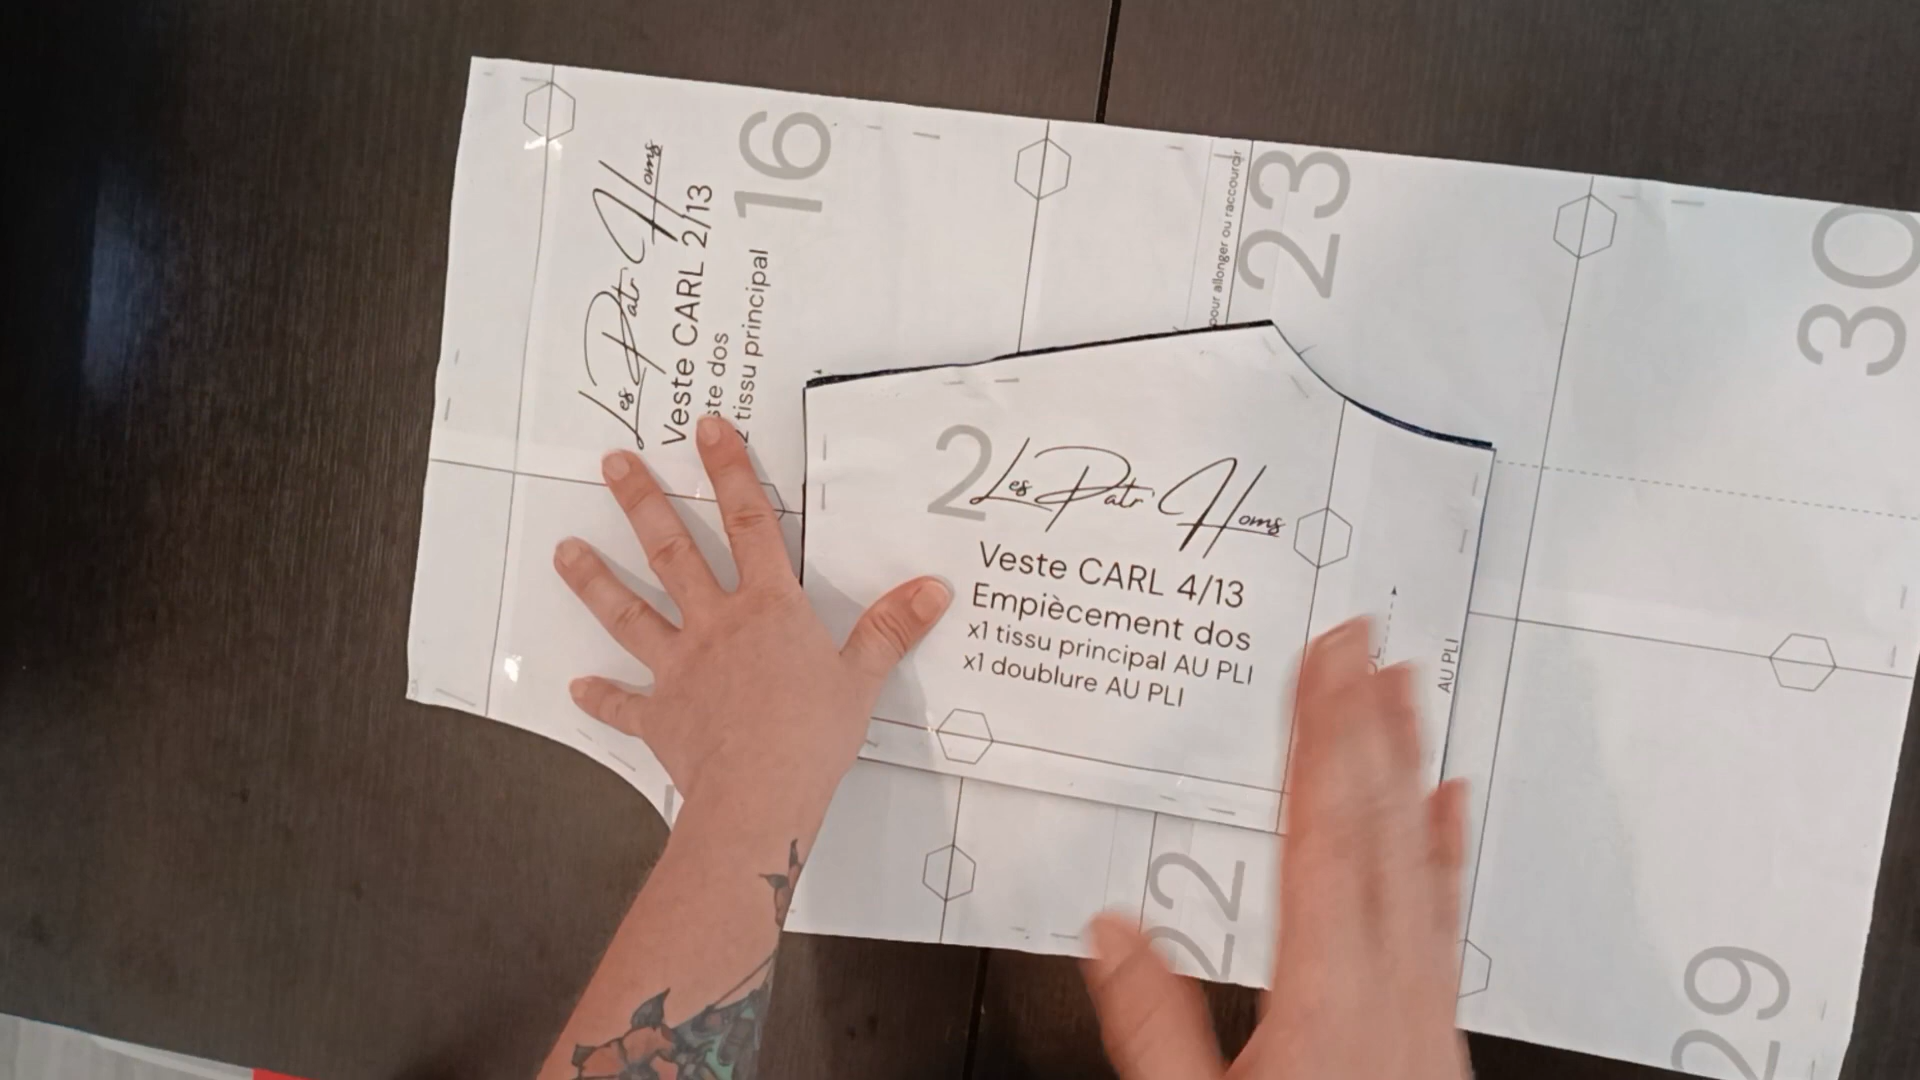 Les Patr'Homs
Veste CARL 2/13
ste dos
2 tissu principal
16
pour allonger ou raccourcir
23
30
2
Les Patr'Homs
Veste CARL 4/13
Empiècement dos
x1 tissu principal AU PLI
x1 doublure AU PLI
AU PLI
22
29